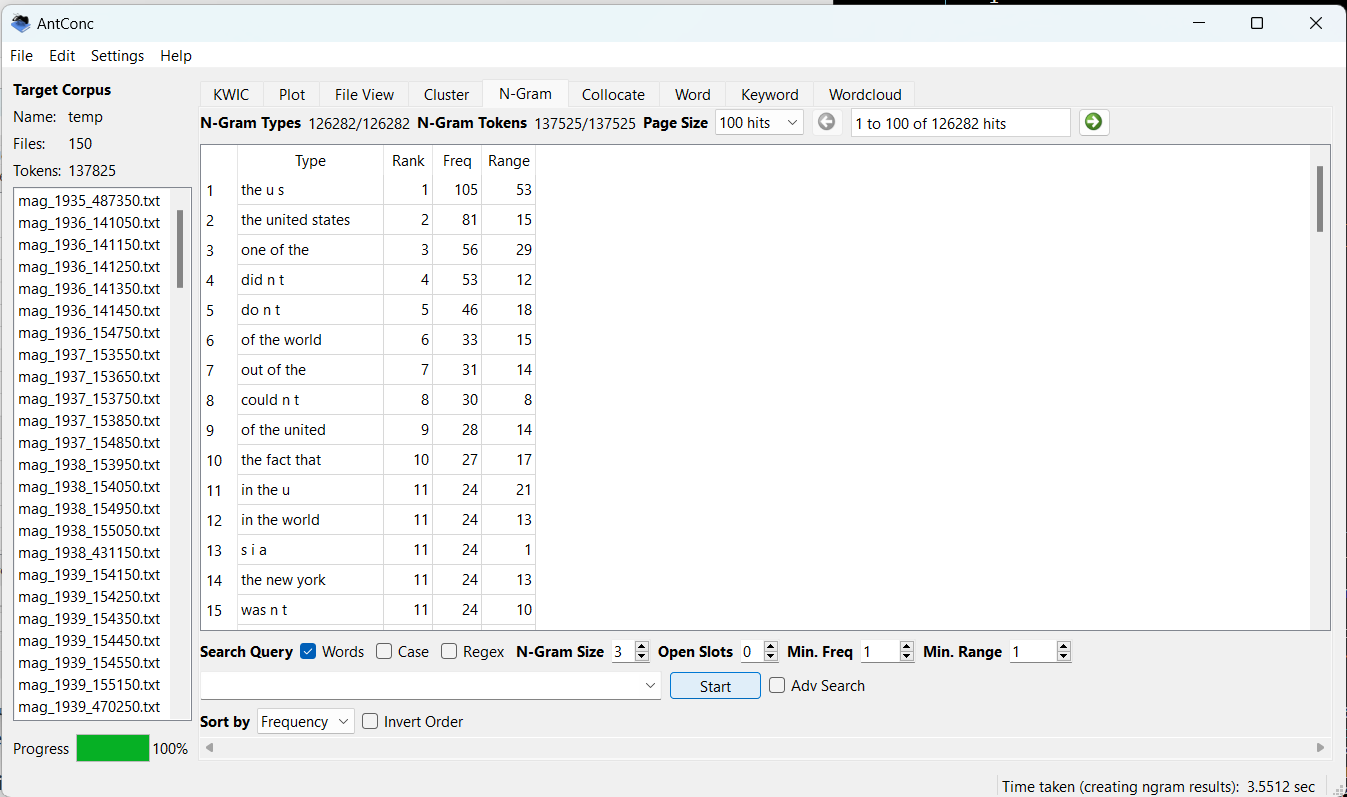 AntConc
File Edit Settings Help
Target Corpus
Name: temp
Files: 150
Tokens: 137825
mag_1935_487350.txt
mag_1936_141050.txt
mag_1936_141150.txt
mag_1936_141250.txt
mag_1936_141350.txt
mag_1936_141450.txt
mag_1936_154750.txt
mag_1937_153550.txt
mag_1937_153650.txt
mag_1937_153750.txt
mag_1937_153850.txt
mag_1937_154850.txt
mag_1938_153950.txt
mag_1938_154050.txt
mag_1938_154950.txt
mag_1938_155050.txt
mag_1938_431150.txt
mag_1939_154150.txt
mag_1939_154250.txt
mag_1939_154350.txt
mag_1939_154450.txt
mag_1939_154550.txt
mag_1939_155150.txt
mag_1939_470250.txt
Progress 100%
KWIC Plot File View Cluster N-Gram Collocate Word Keyword Wordcloud
N-Gram Types 126282/126282 N-Gram Tokens 137525/137525 Page Size 100 hits 1 to 100 of 126282 hits
Type Rank Freq Range
1 the u s 1 105 53
2 the united states 2 81 15
3 one of the 3 56 29
4 did n t 4 53 12
5 do n t 5 46 18
6 of the world 6 33 15
7 out of the 7 31 14
8 could n t 8 30 8
9 of the united 9 28 14
10 the fact that 10 27 17
11 in the u 11 24 21
12 in the world 11 24 13
13 s i a 11 24 1
14 the new york 11 24 13
15 was n t 11 24 10
Search Query Words Case Regex N-Gram Size 3 Open Slots 0 Min. Freq 1 Min. Range 1
Start Adv Search
Sort by Frequency Invert Order
Time taken (creating ngram results): 3.5512 sec